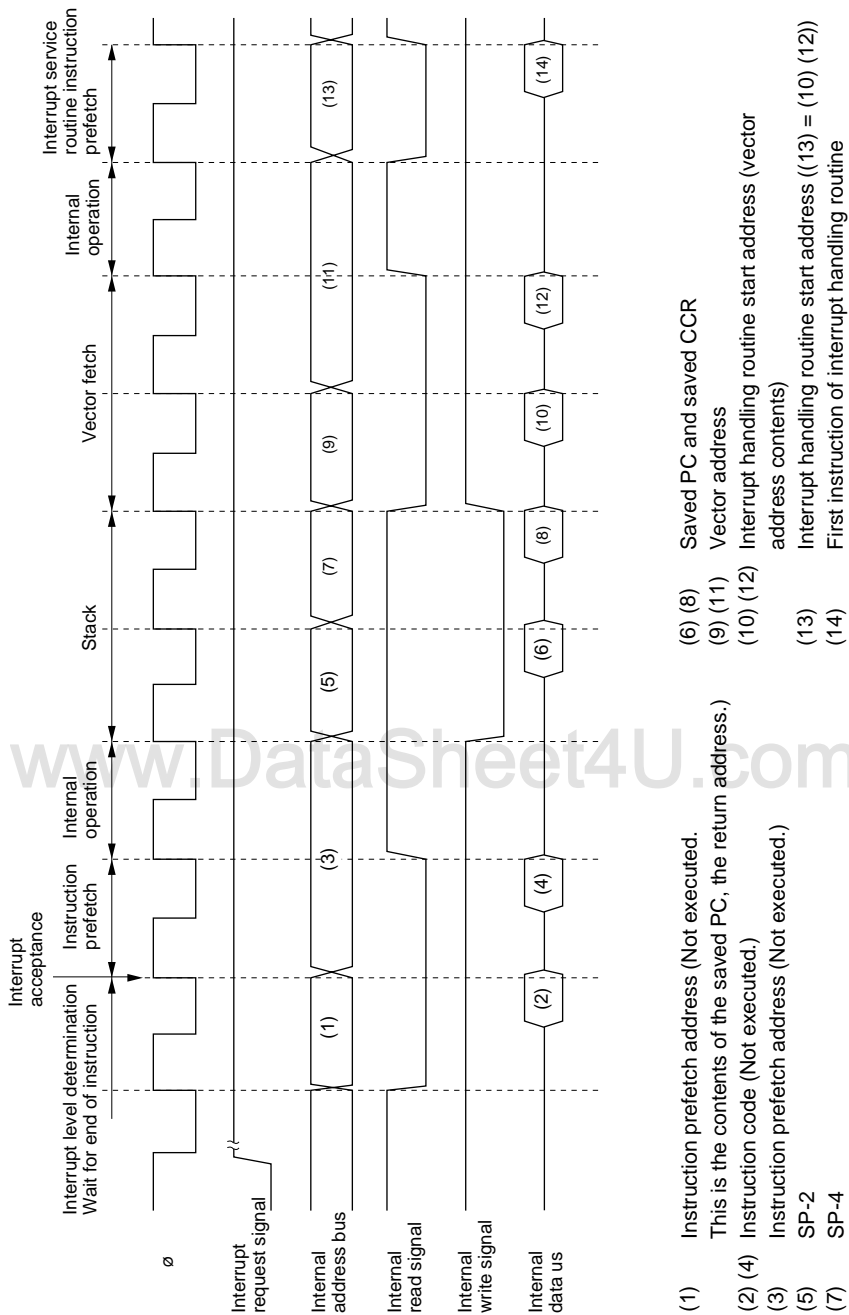 Interrupt
acceptance
Interrupt level determination
Wait for end of instruction
Instruction
prefetch
Internal
operation
Stack
Vector fetch
Internal
operation
Interrupt service
routine instruction
prefetch
ø
Interrupt
request signal
Internal
address bus
(1)
(3)
(5)
(7)
(9)
(11)
(13)
Internal
read signal
Internal
write signal
Internal
data us
(2)
(4)
(6)
(8)
(10)
(12)
(14)
(1) Instruction prefetch address (Not executed.
This is the contents of the saved PC, the return address.)
(2) (4) Instruction code (Not executed.)
(3) Instruction prefetch address (Not executed.)
(5) SP-2
(7) SP-4
(6) (8) Saved PC and saved CCR
(9) (11) Vector address
(10) (12) Interrupt handling routine start address (vector
address contents)
(13) Interrupt handling routine start address ((13) = (10) (12))
(14) First instruction of interrupt handling routine
www.DataSheet4U.com